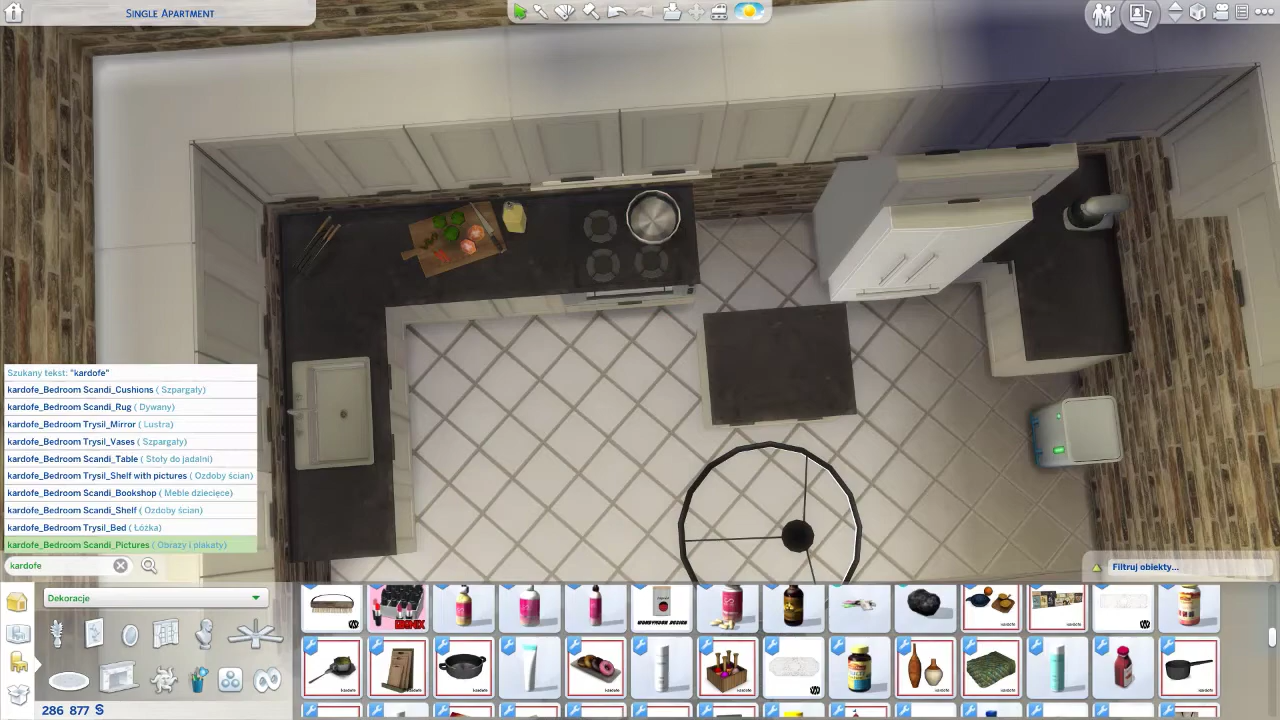 Single Apartment
Szukany tekst: "kardofe"
kardofe_Bedroom Scandi_Cushions ( Szpargały)
kardofe_Bedroom Scandi_Rug ( Dywany)
kardofe_Bedroom Trysil_Mirror ( Lustra)
kardofe_Bedroom Trysil_Vases ( Szpargały)
kardofe_Bedroom Scandi_Table ( Stoły do jadalni)
kardofe_Bedroom Trysil_Shelf with pictures ( Ozdoby ścian)
kardofe_Bedroom Scandi_Bookshop ( Meble dziecięce)
kardofe_Bedroom Scandi_Shelf ( Ozdoby ścian)
kardofe_Bedroom Trysil_Bed ( Łóżka)
kardofe_Bedroom Scandi_Pictures ( Obrazy i plakaty)
kardofe
Filtruj obiekty...
Dekoracje
286 877 $